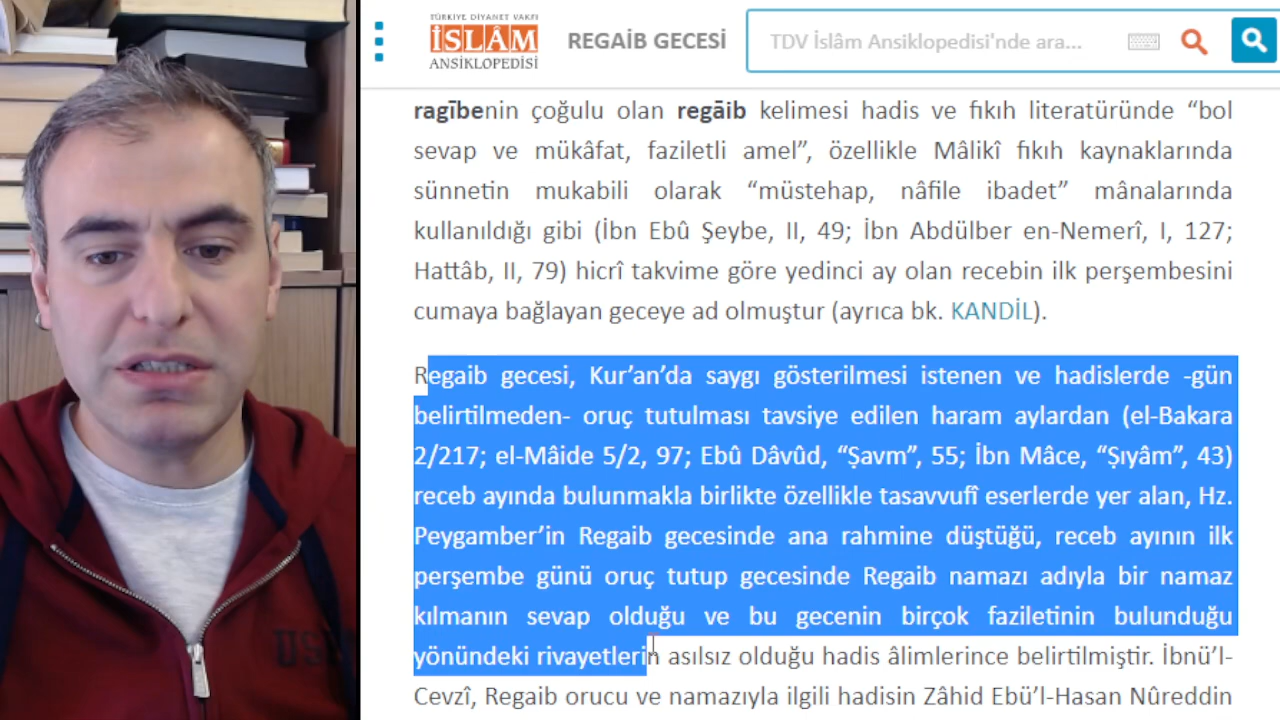 TÜRKİYE DİYANET VAKFI
İSLÂM
ANSİKLOPEDİSİ
REGAİB GECESİ
TDV İslâm Ansiklopedisi'nde ara...
ragībenin çoğulu olan regāib kelimesi hadis ve fıkıh literatüründe “bol
sevap ve mükâfat, faziletli amel”, özellikle Mâlikî fıkıh kaynaklarında
sünnetin mukabili olarak “müstehap, nâfile ibadet” mânalarında
kullanıldığı gibi (İbn Ebû Şeybe, II, 49; İbn Abdülber en-Nemerî, I, 127;
Hattâb, II, 79) hicrî takvime göre yedinci ay olan recebin ilk perşembesini
cumaya bağlayan geceye ad olmuştur (ayrıca bk. KANDİL).
Regaib gecesi, Kur’an’da saygı gösterilmesi istenen ve hadislerde -gün
belirtilmeden- oruç tutulması tavsiye edilen haram aylardan (el-Bakara
2/217; el-Mâide 5/2, 97; Ebû Dâvûd, “Ṣavm”, 55; İbn Mâce, “Ṣıyâm”, 43)
receb ayında bulunmakla birlikte özellikle tasavvufî eserlerde yer alan, Hz.
Peygamber’in Regaib gecesinde ana rahmine düştüğü, receb ayının ilk
perşembe günü oruç tutup gecesinde Regaib namazı adıyla bir namaz
kılmanın sevap olduğu ve bu gecenin birçok faziletinin bulunduğu
yönündeki rivayetlerin asılsız olduğu hadis âlimlerince belirtilmiştir. İbnü’l-
Cevzî, Regaib orucu ve namazıyla ilgili hadisin Zâhid Ebü’l-Hasan Nûreddin